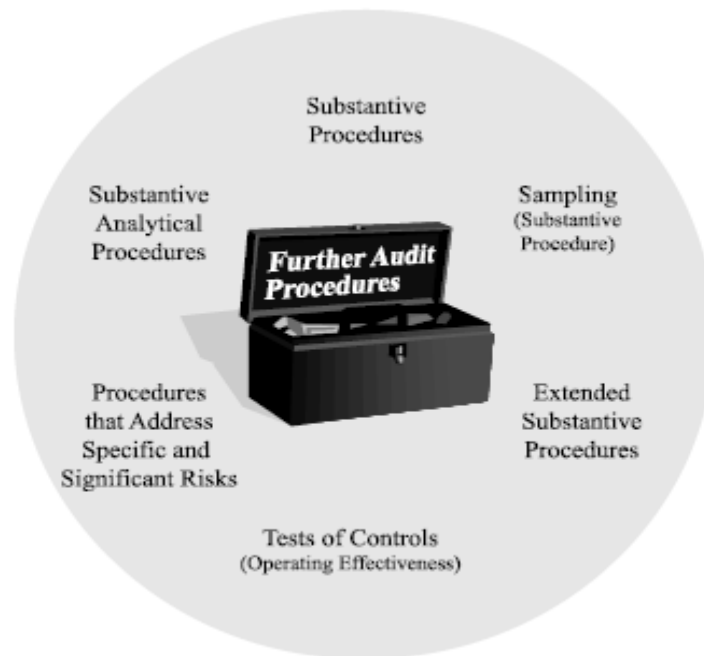 Substantive
Procedures
Substantive
Analytical
Procedures
Sampling
(Substantive
Procedure)
Further Audit
Procedures
Procedures
that Address
Specific and
Significant Risks
Extended
Substantive
Procedures
Tests of Controls
(Operating Effectiveness)